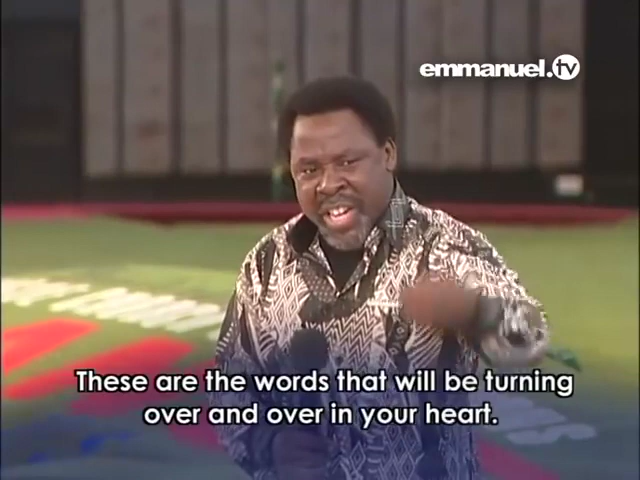 emmanuel.tv
These are the words that will be turning
over and over in your heart.